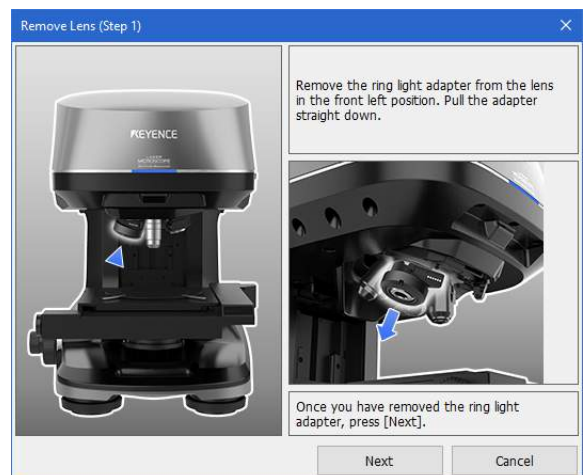 Remove Lens (Step 1)
Remove the ring light adapter from the lens
in the front left position. Pull the adapter
straight down.
KEYENCE
MICROSCOPE
Once you have removed the ring light
adapter, press [Next].
Next
Cancel